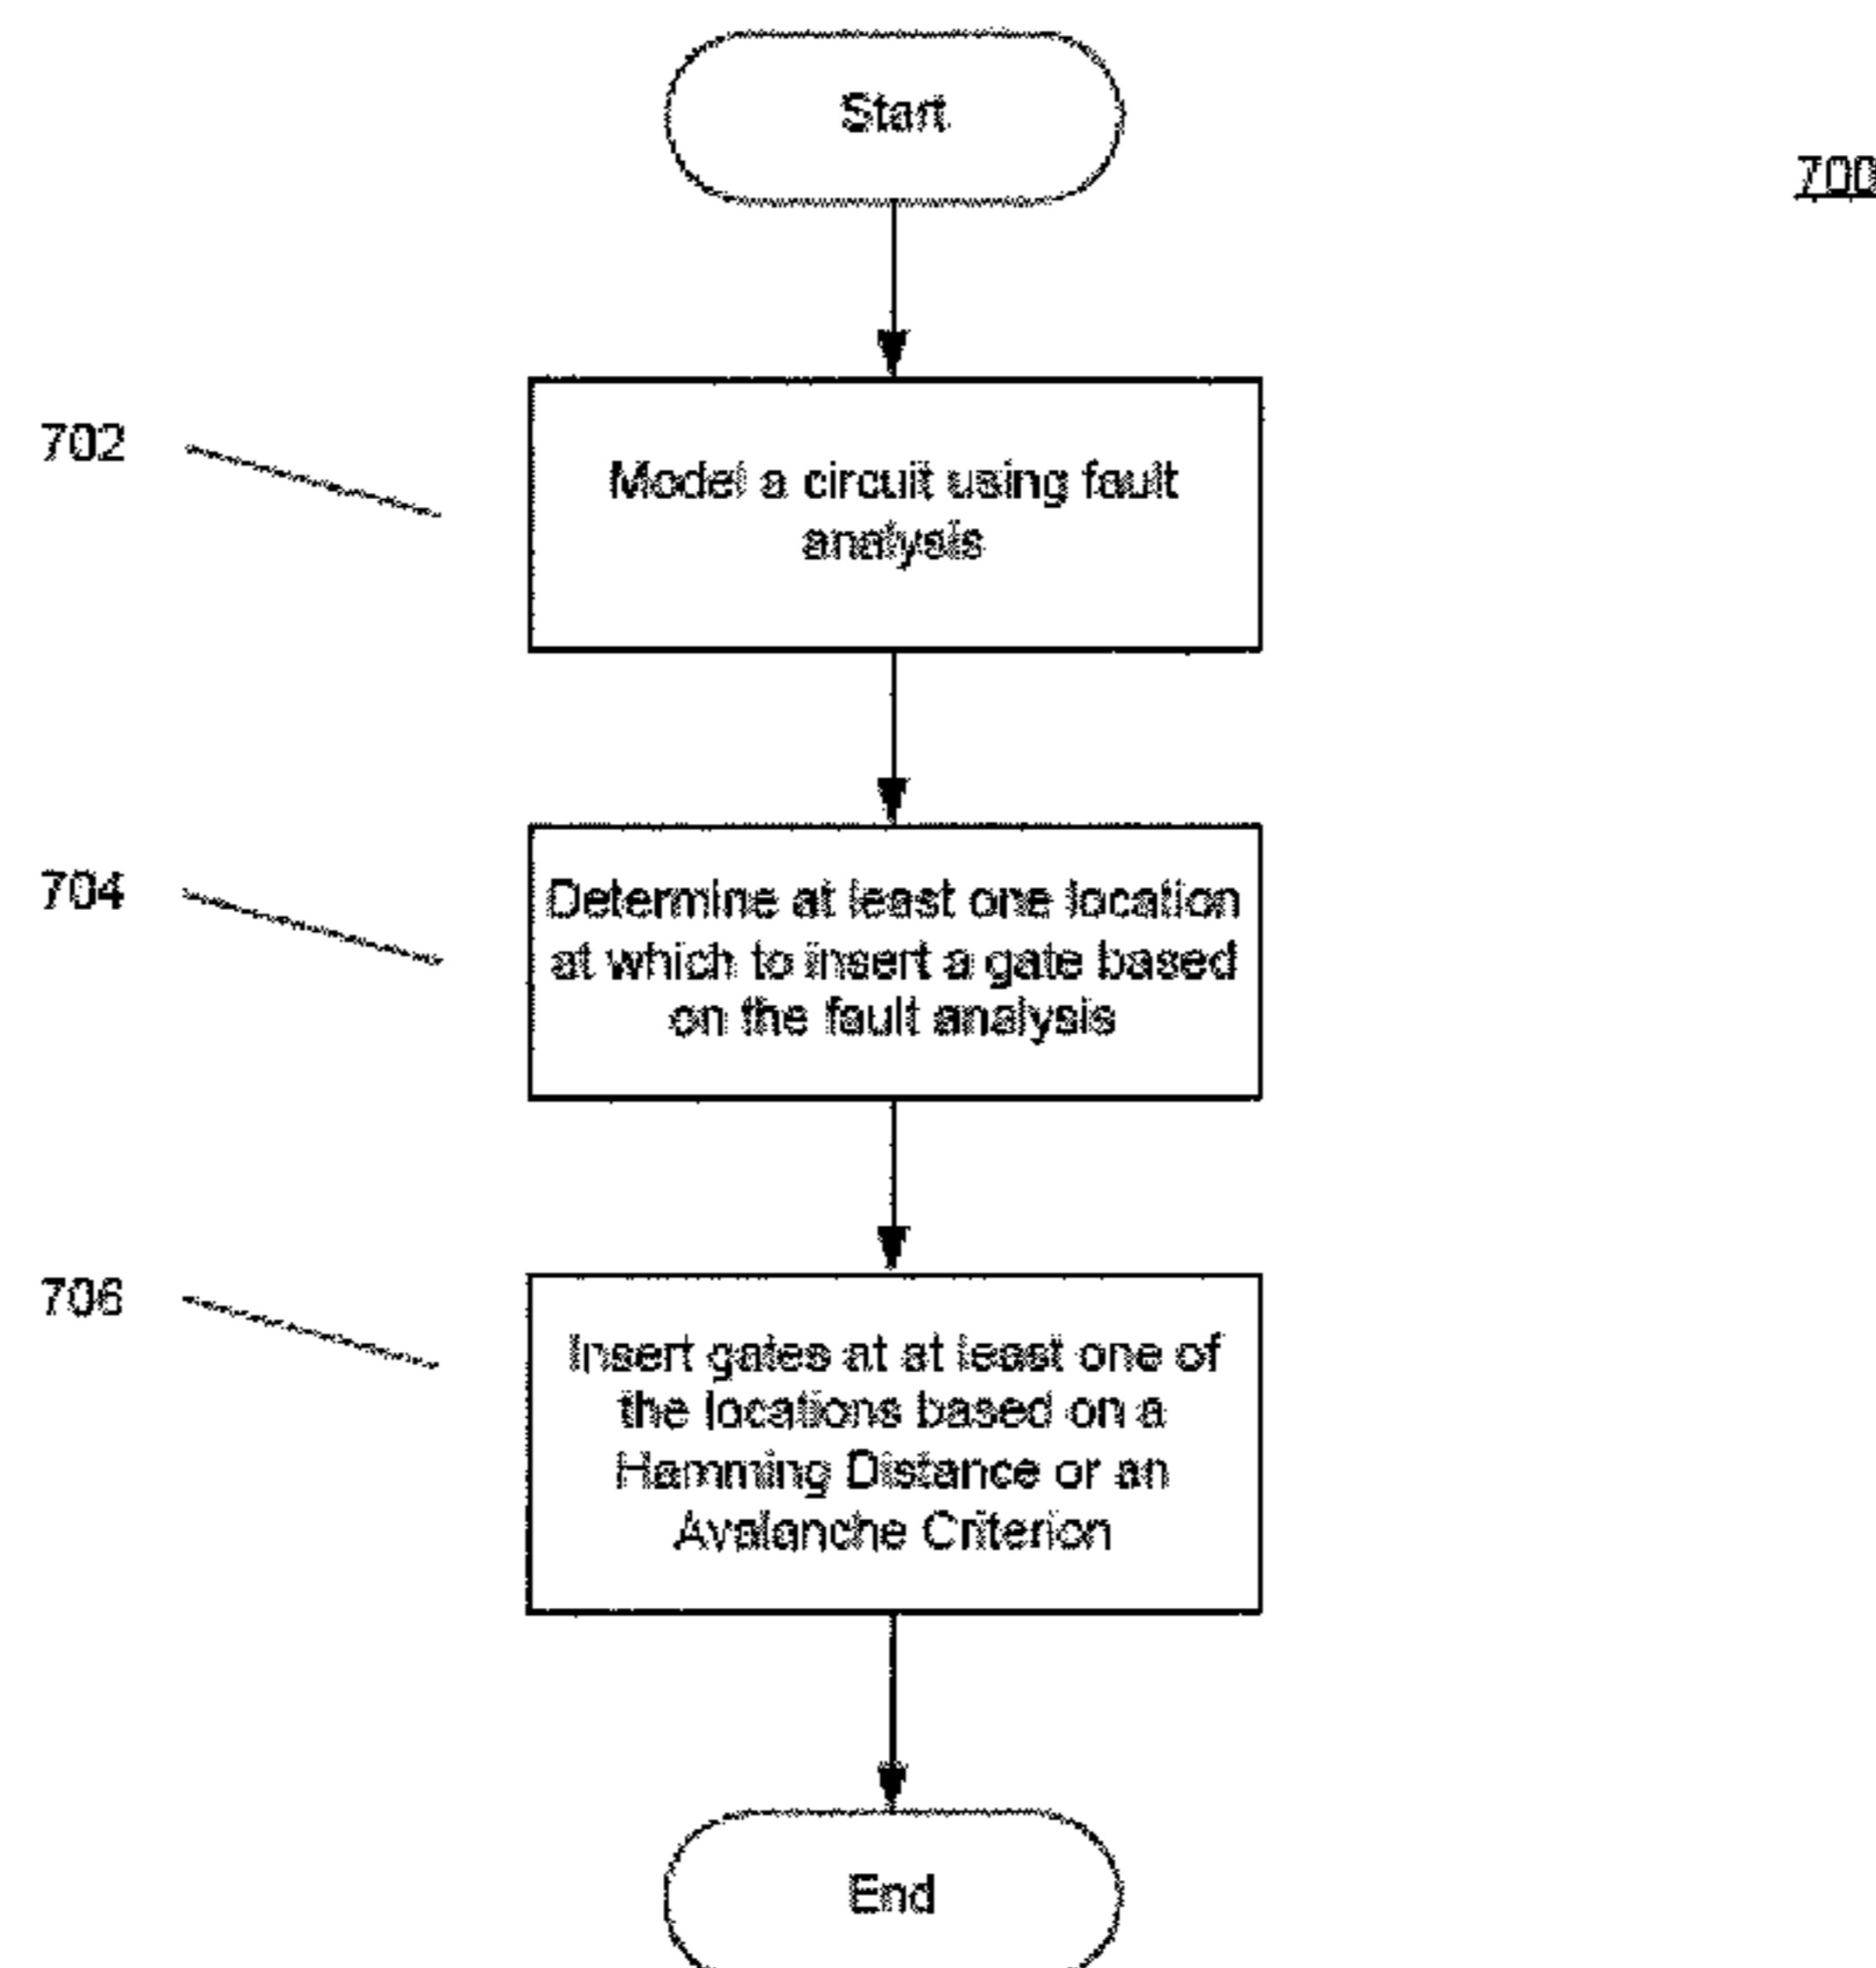 Start
700
702
Model a circuit using fault
analysis
704
Determine at least one location
at which to insert a gate based
on the fault analysis
706
Insert gates at at least one of
the locations based on a
Hamming Distance or an
Avalanche Criterion
End